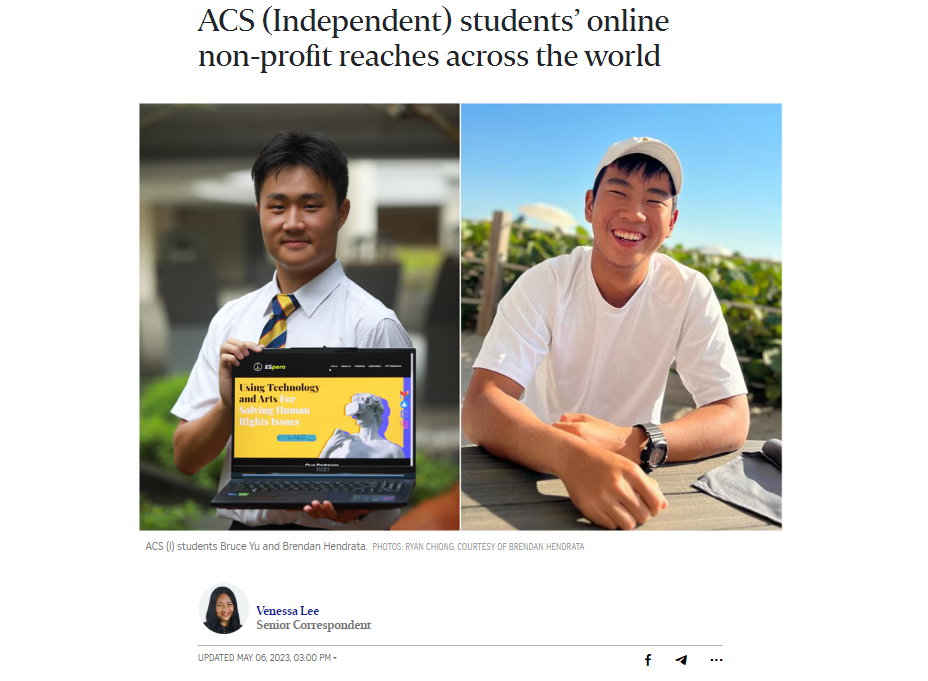 ACS (Independent) students’ online
non-profit reaches across the world
ESpero
Using Technology
and Arts For
Solving Human
Rights Issues
ACS (I) students Bruce Yu and Brendan Hendrata. PHOTOS: RYAN CHIONG, COURTESY OF BRENDAN HENDRATA
Venessa Lee
Senior Correspondent
UPDATED MAY 06, 2023, 03:00 PM